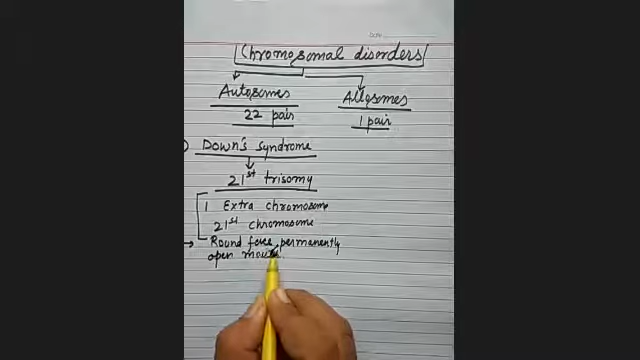 DATE
Chromosomal disorders
Autosomes
Allosomes
22 pair
1 pair
Down's syndrome
21st trisomy
1 Extra chromosome
21st chromosome
→ Round face, permanently
open